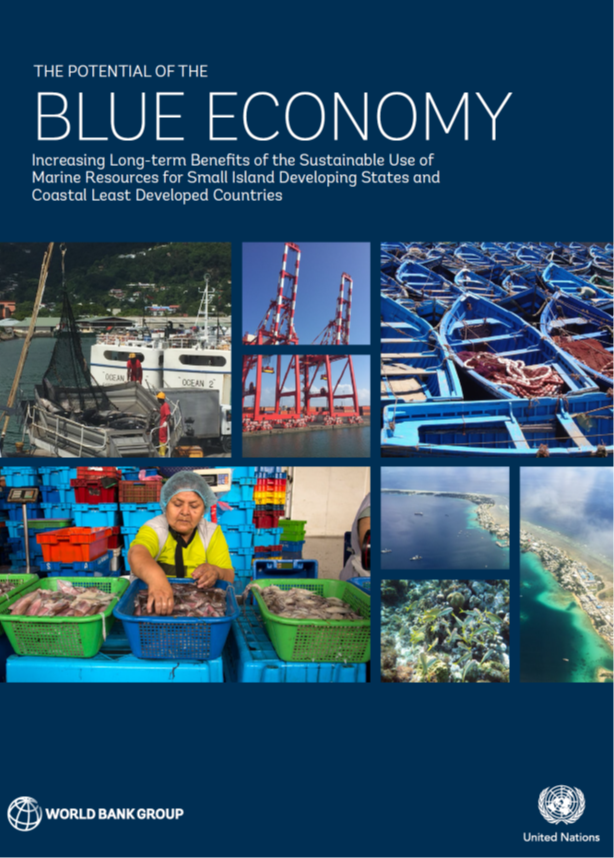 THE POTENTIAL OF THE
BLUE ECONOMY
Increasing Long-term Benefits of the Sustainable Use of
Marine Resources for Small Island Developing States and
Coastal Least Developed Countries
OCEAN
OCEAN 2
WORLD BANK GROUP
United Nations